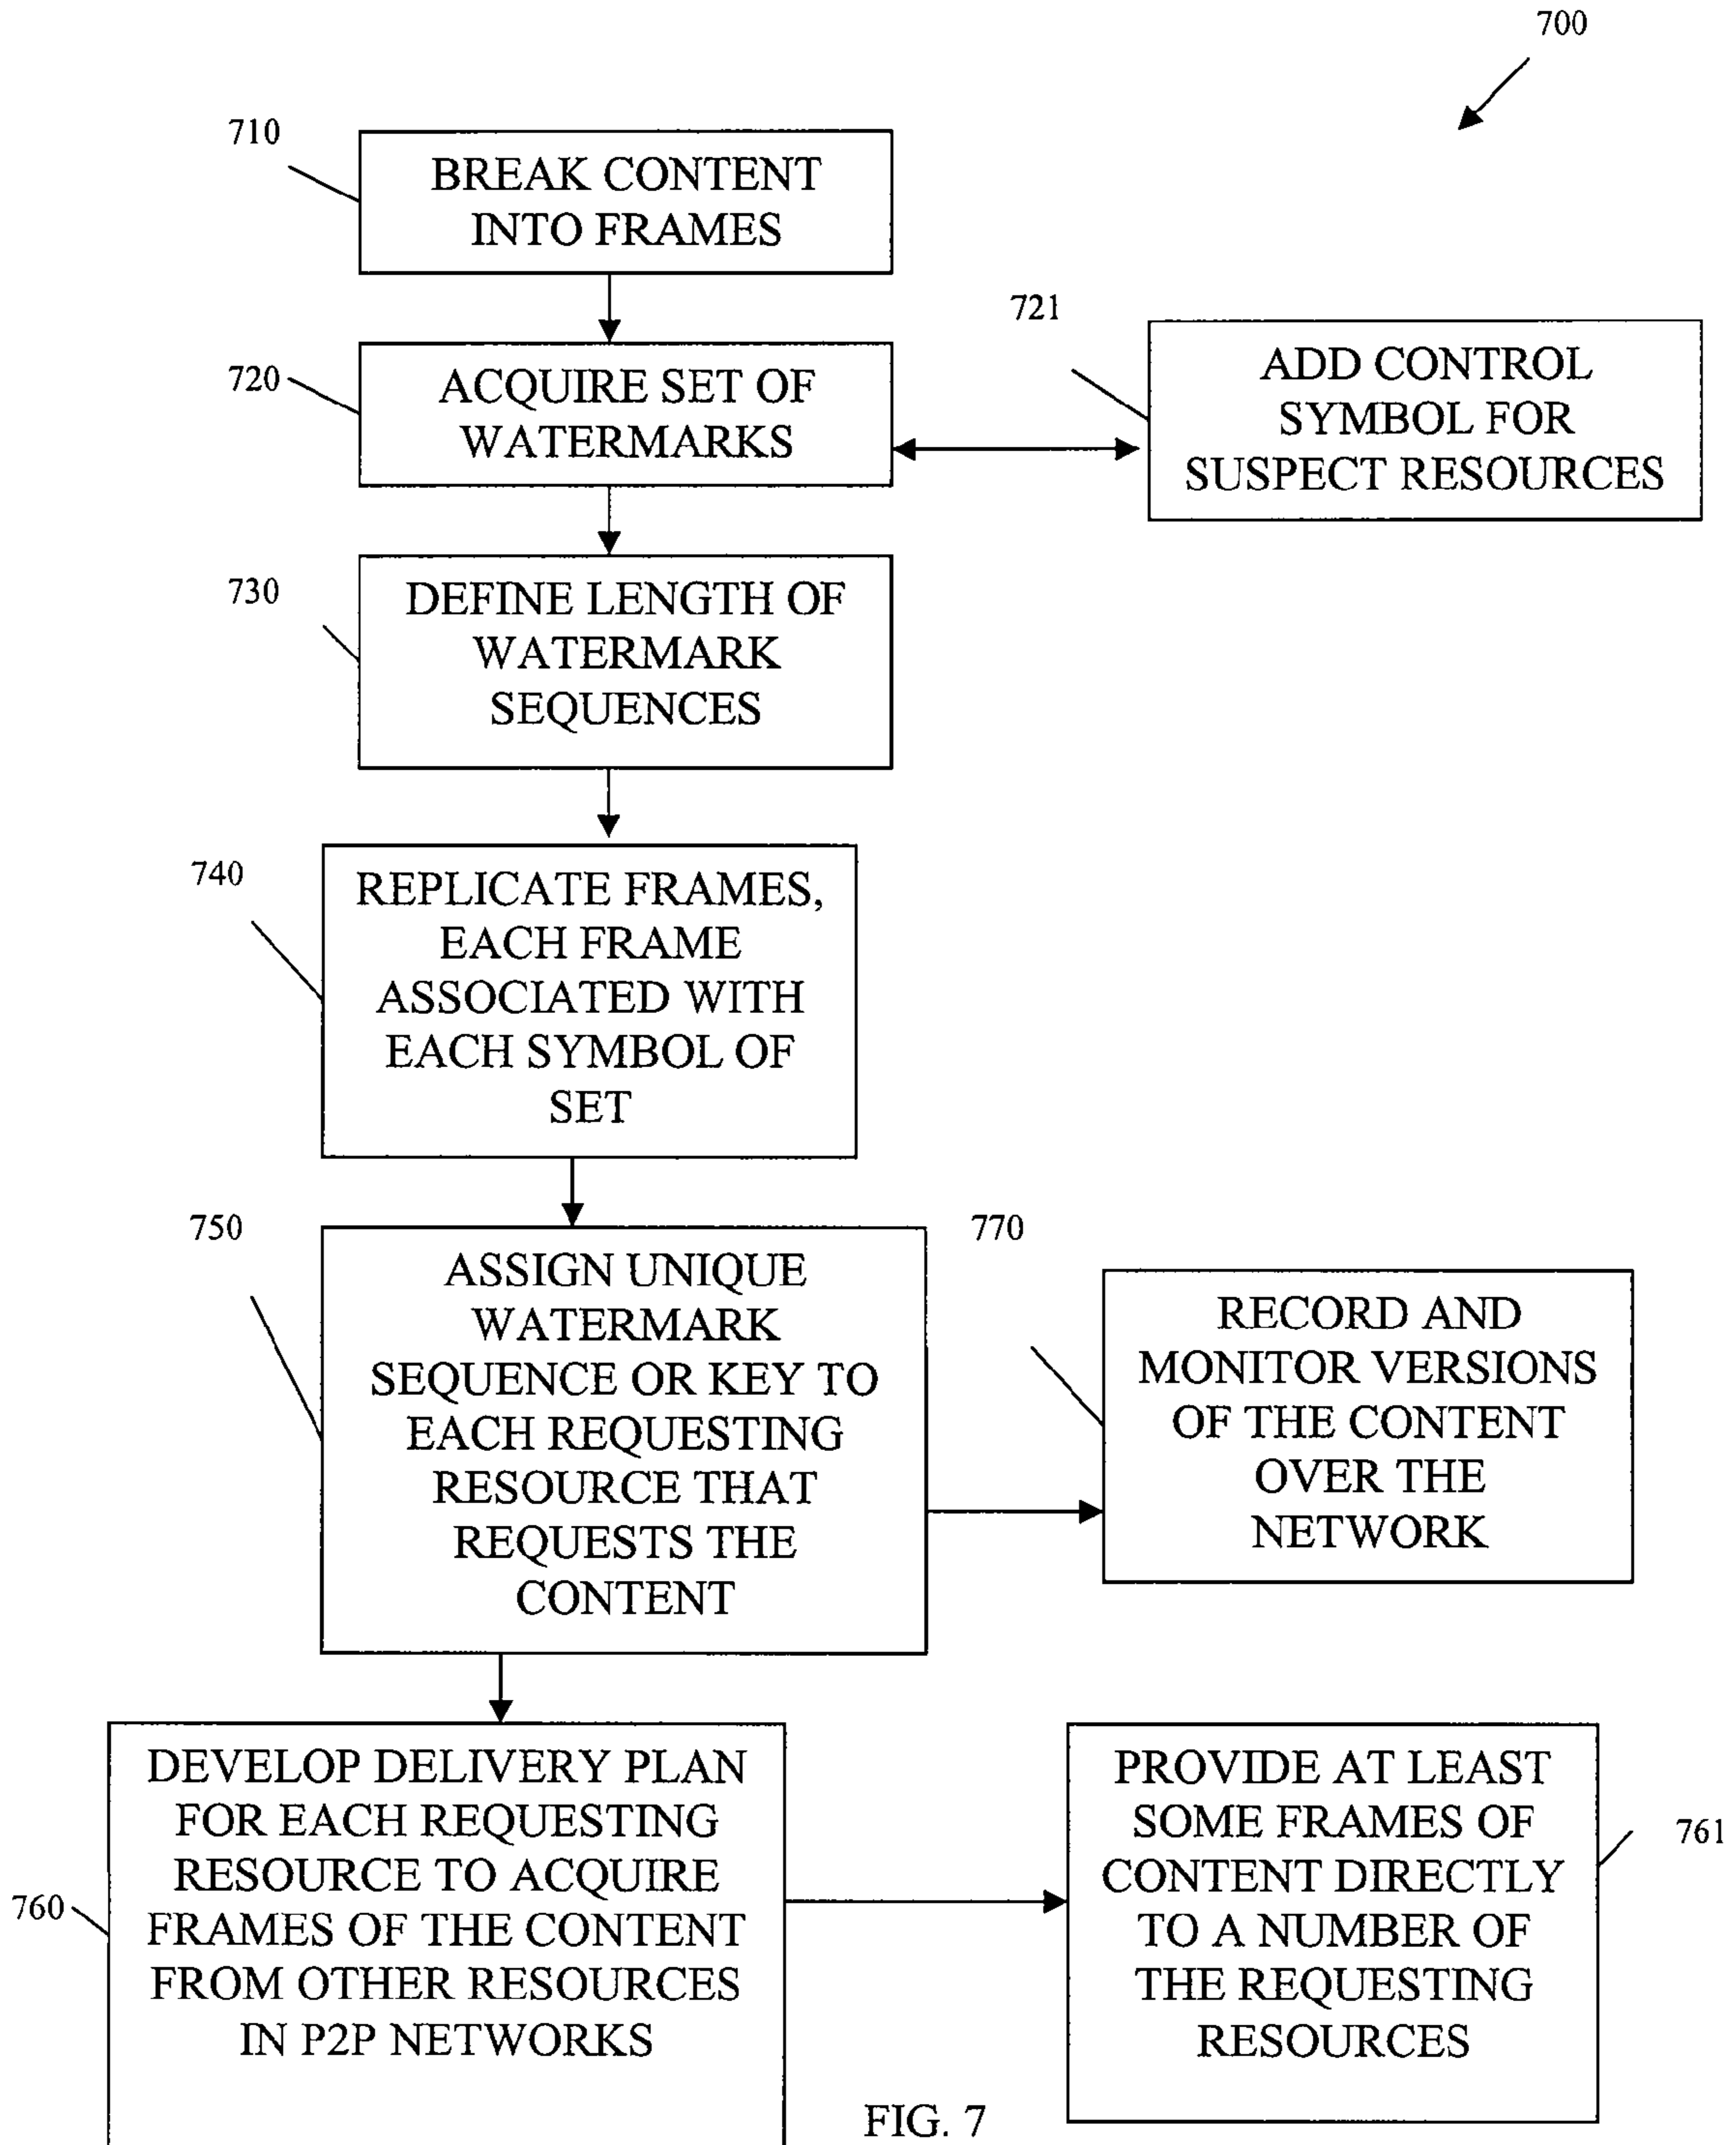 700
710
BREAK CONTENT
INTO FRAMES
720
ACQUIRE SET OF
WATERMARKS
721
ADD CONTROL
SYMBOL FOR
SUSPECT RESOURCES
730
DEFINE LENGTH OF
WATERMARK
SEQUENCES
740
REPLICATE FRAMES,
EACH FRAME
ASSOCIATED WITH
EACH SYMBOL OF
SET
750
ASSIGN UNIQUE
WATERMARK
SEQUENCE OR KEY TO
EACH REQUESTING
RESOURCE THAT
REQUESTS THE
CONTENT
770
RECORD AND
MONITOR VERSIONS
OF THE CONTENT
OVER THE
NETWORK
760
DEVELOP DELIVERY PLAN
FOR EACH REQUESTING
RESOURCE TO ACQUIRE
FRAMES OF THE CONTENT
FROM OTHER RESOURCES
IN P2P NETWORKS
PROVIDE AT LEAST
SOME FRAMES OF
CONTENT DIRECTLY
TO A NUMBER OF
THE REQUESTING
RESOURCES
761
FIG. 7